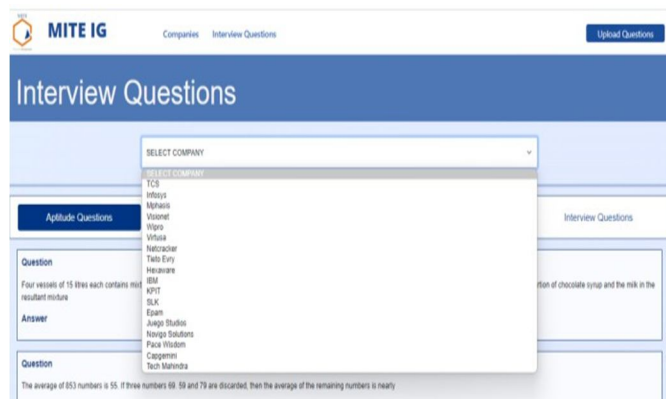 MITE IG
Companies Interview Questions
Upload Questions
Interview Questions
SELECT COMPANY
SELECT COMPANY
TCS
Infosys
Mphasis
Visionet
Wipro
Virtusa
Netcracker
Tieto Evry
Hexaware
IBM
KPIT
SLK
Epam
Juego Studios
Novigo Solutions
Pace Wisdom
Capgemini
Tech Mahindra
Aptitude Questions
Interview Questions
Question
Four vessels of 15 litres each contains
rtion of chocolate syrup and the milk in the
resultant mixture
Answer
Question
The average of 853 numbers is 55. If three numbers 69. 59 and 79 are discarded, then the average of the remaining numbers is nearly